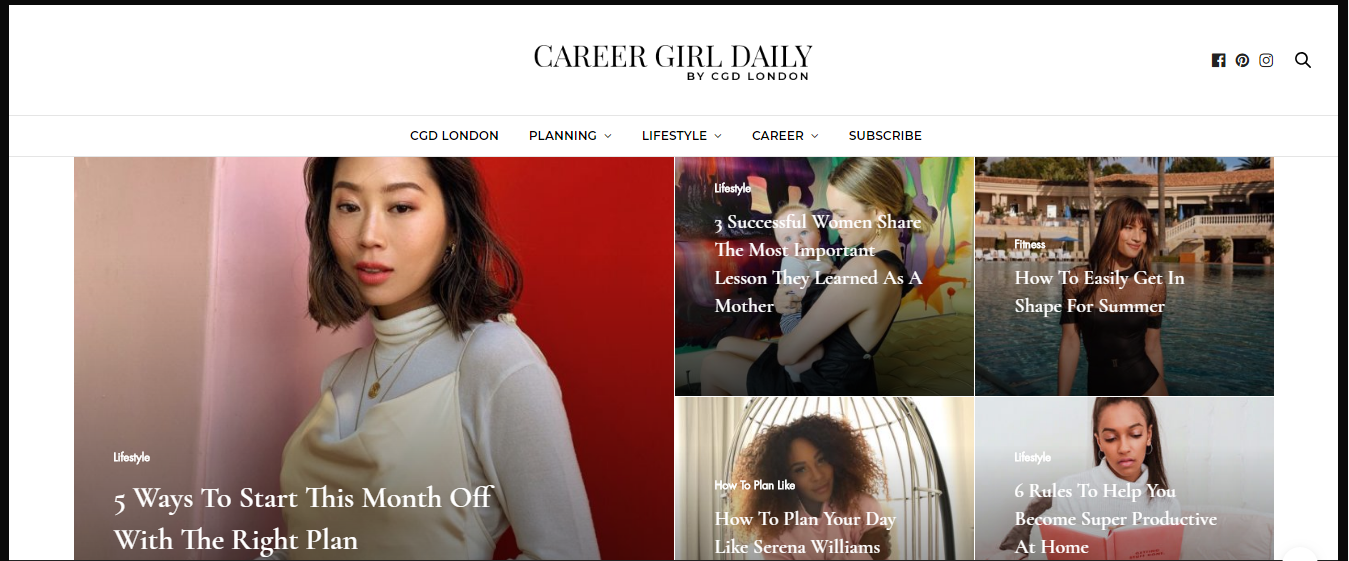 CAREER GIRL DAILY
BY CGD LONDON
CGD LONDON PLANNING LIFESTYLE CAREER SUBSCRIBE
Lifestyle
5 Ways To Start This Month Off
With The Right Plan
Lifestyle
3 Successful Women Share
The Most Important
Lesson They Learned As A
Mother
Fitness
How To Easily Get In
Shape For Summer
How To Plan Like
How To Plan Your Day
Like Serena Williams
Lifestyle
6 Rules To Help You
Become Super Productive
At Home